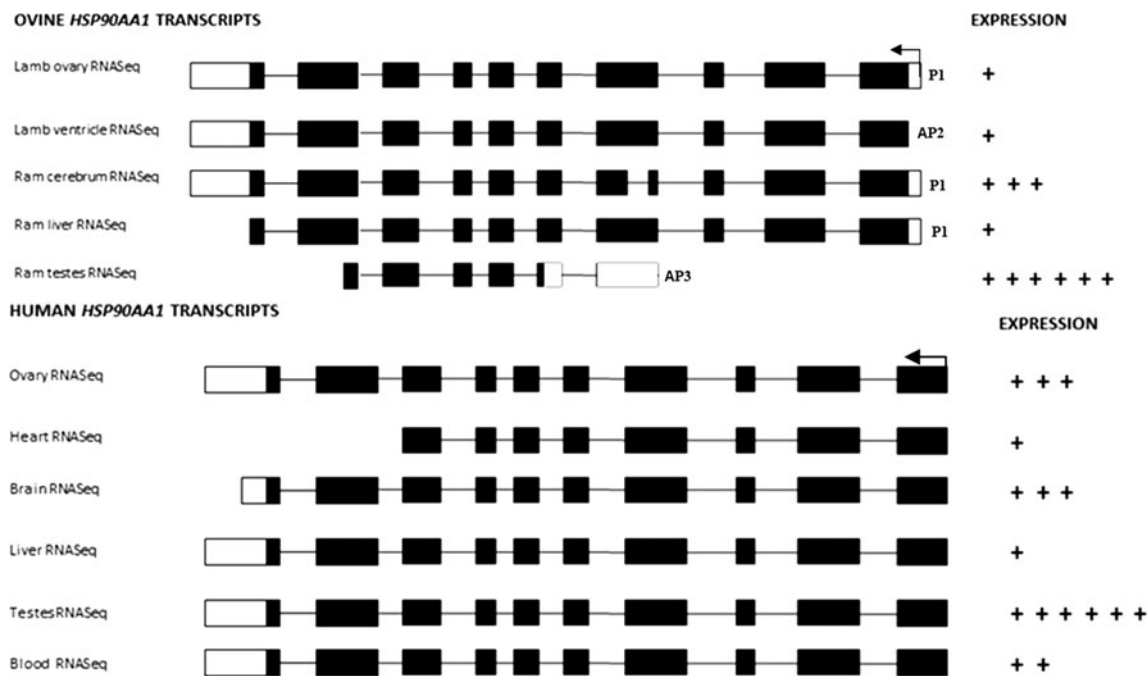 OVINE HSP90AA1 TRANSCRIPTS EXPRESSION
Lamb ovary RNASeq P1 +
Lamb ventricle RNASeq AP2 +
Ram cerebrum RNASeq P1 + + +
Ram liver RNASeq P1 +
Ram testes RNASeq AP3 + + + + + +
HUMAN HSP90AA1 TRANSCRIPTS EXPRESSION
Ovary RNASeq + + +
Heart RNASeq +
Brain RNASeq + + +
Liver RNASeq +
Testes RNASeq + + + + + +
Blood RNASeq + +